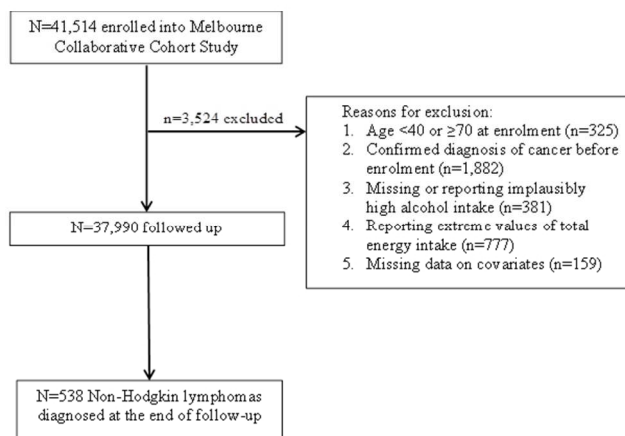 N=41,514 enrolled into Melbourne
Collaborative Cohort Study
n=3,524 excluded
Reasons for exclusion:
1. Age <40 or ≥70 at enrolment (n=325)
2. Confirmed diagnosis of cancer before
enrolment (n=1,882)
3. Missing or reporting implausibly
high alcohol intake (n=381)
4. Reporting extreme values of total
energy intake (n=777)
5. Missing data on covariates (n=159)
N=37,990 followed up
N=538 Non-Hodgkin lymphomas
diagnosed at the end of follow-up